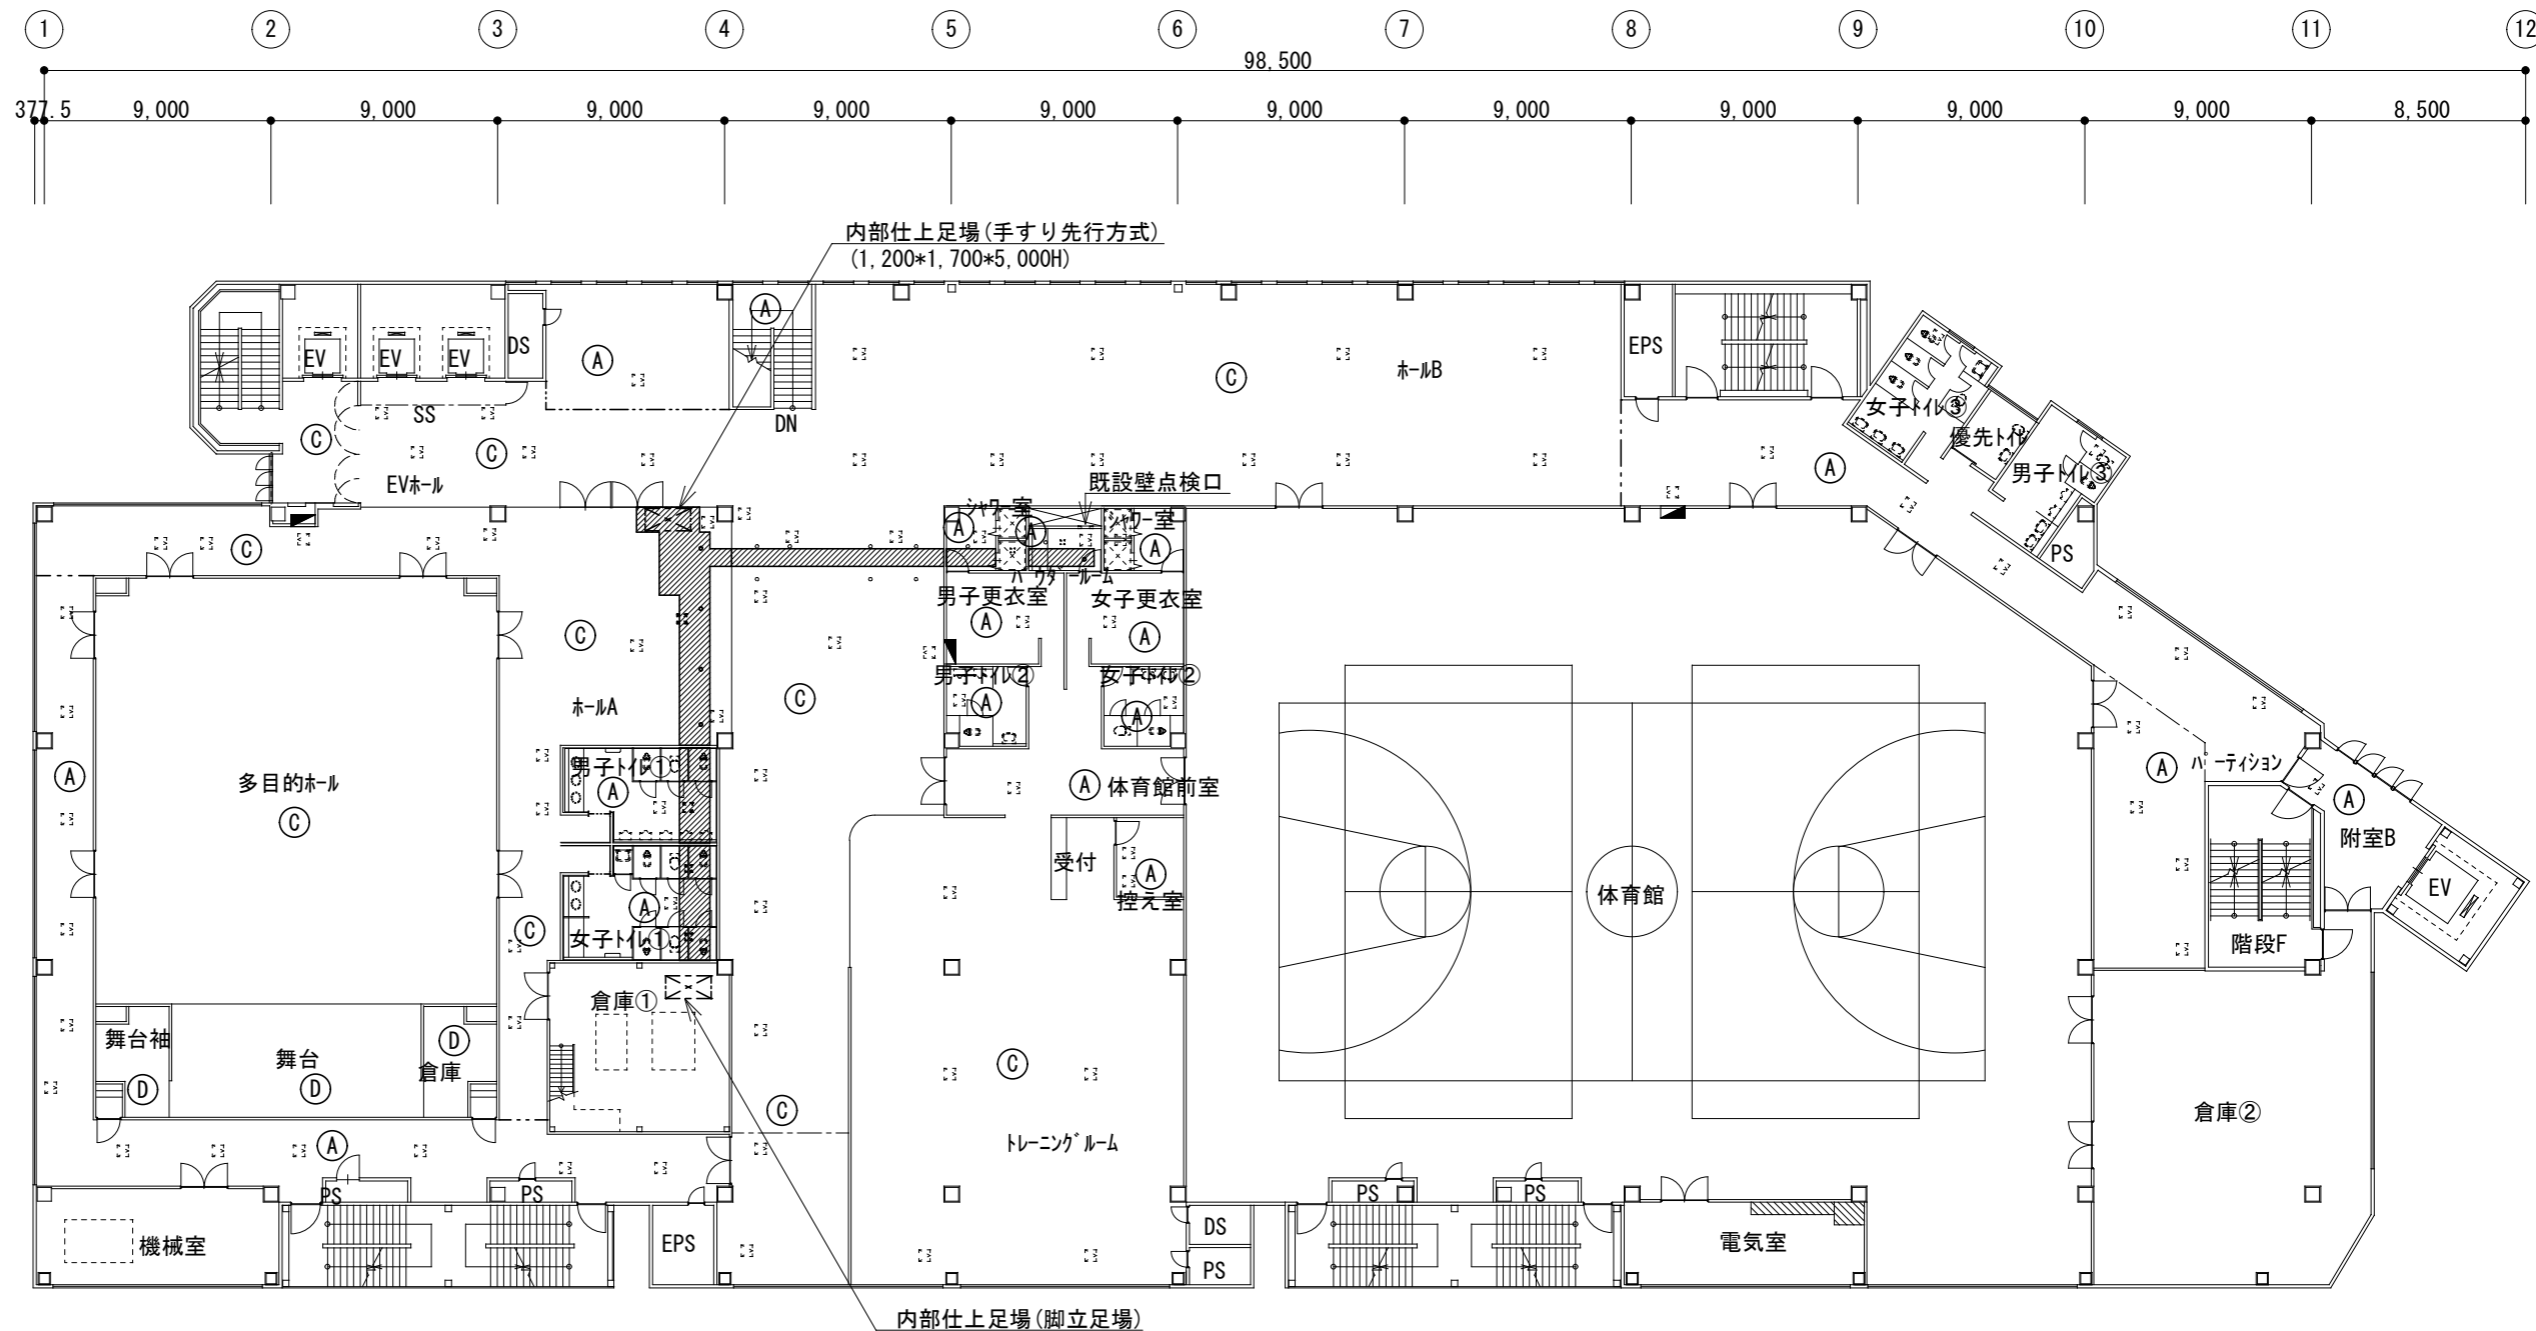 1 2 3 4 5 6 7 8 9 10 11 12
98,500
377.5 9,000 9,000 9,000 9,000 9,000 9,000 9,000 9,000 9,000 9,000 8,500
内部仕上足場(手すり先行方式)
(1,200*1,700*5,000H)
A
EV EV EV DS
A
C
ホールB
EPS
SS
DN
女子トイレ③
優先トイレ
C
C
A
男子トイレ③
EVホール
既設壁点検口
シャワー室
シャワー室
A
A
A
C
PS
パウダールーム
男子更衣室
女子更衣室
A
A
C
男子トイレ②
女子トイレ②
A
A
C
ホールA
多目的ホール
C
A
男子トイレ①
A
A
体育館前室
A
パーティション
A
附室B
受付
A
控え室
体育館
EV
A
女子トイレ①
C
階段F
倉庫①
舞台袖
D
舞台
D
D
倉庫
C
C
トレーニングルーム
倉庫②
A
PS
PS
PS
PS
機械室
EPS
DS
PS
電気室
内部仕上足場(脚立足場)